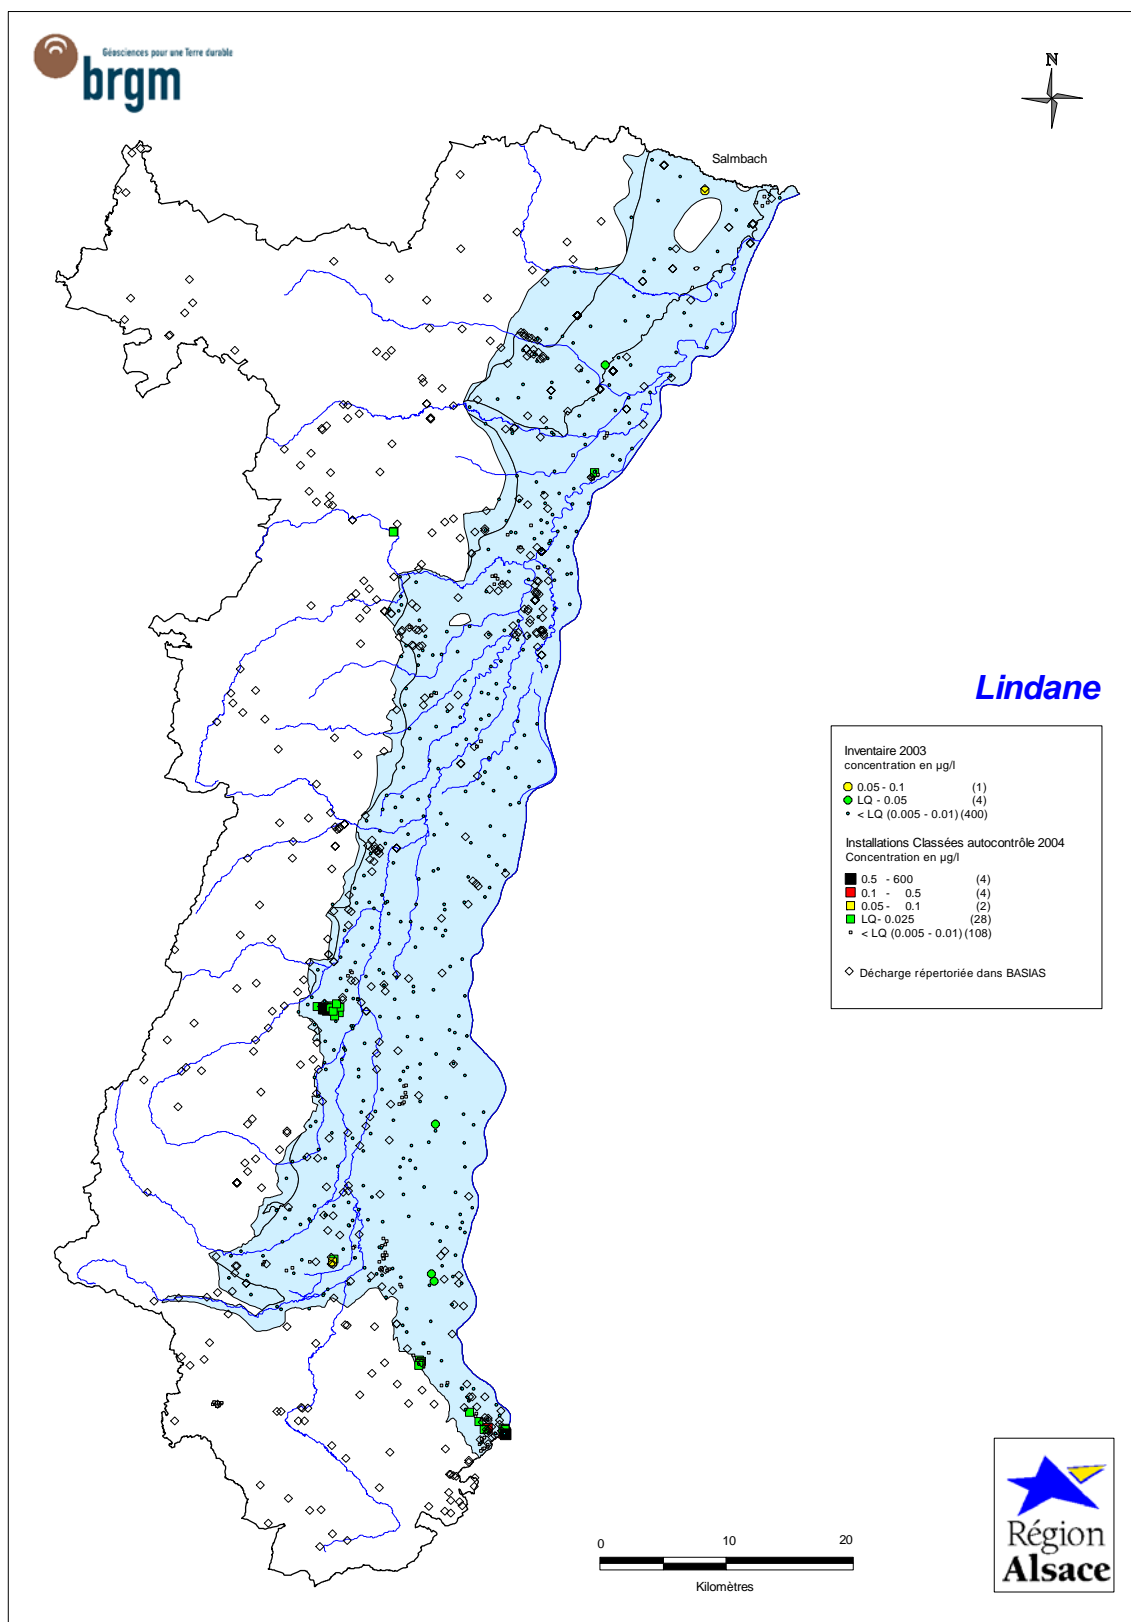 Géosciences pour une Terre durable
brgm
N
Salmbach
Lindane
Inventaire 2003
concentration en µg/l
0.05 - 0.1 (1)
LQ - 0.05 (4)
< LQ (0.005 - 0.01) (400)
Installations Classées autocontrôle 2004
Concentration en µg/l
0.5 - 600 (4)
0.1 - 0.5 (4)
0.05 - 0.1 (2)
LQ - 0.025 (28)
< LQ (0.005 - 0.01) (108)
Décharge répertoriée dans BASIAS
0 10 20
Kilomètres
Région
Alsace